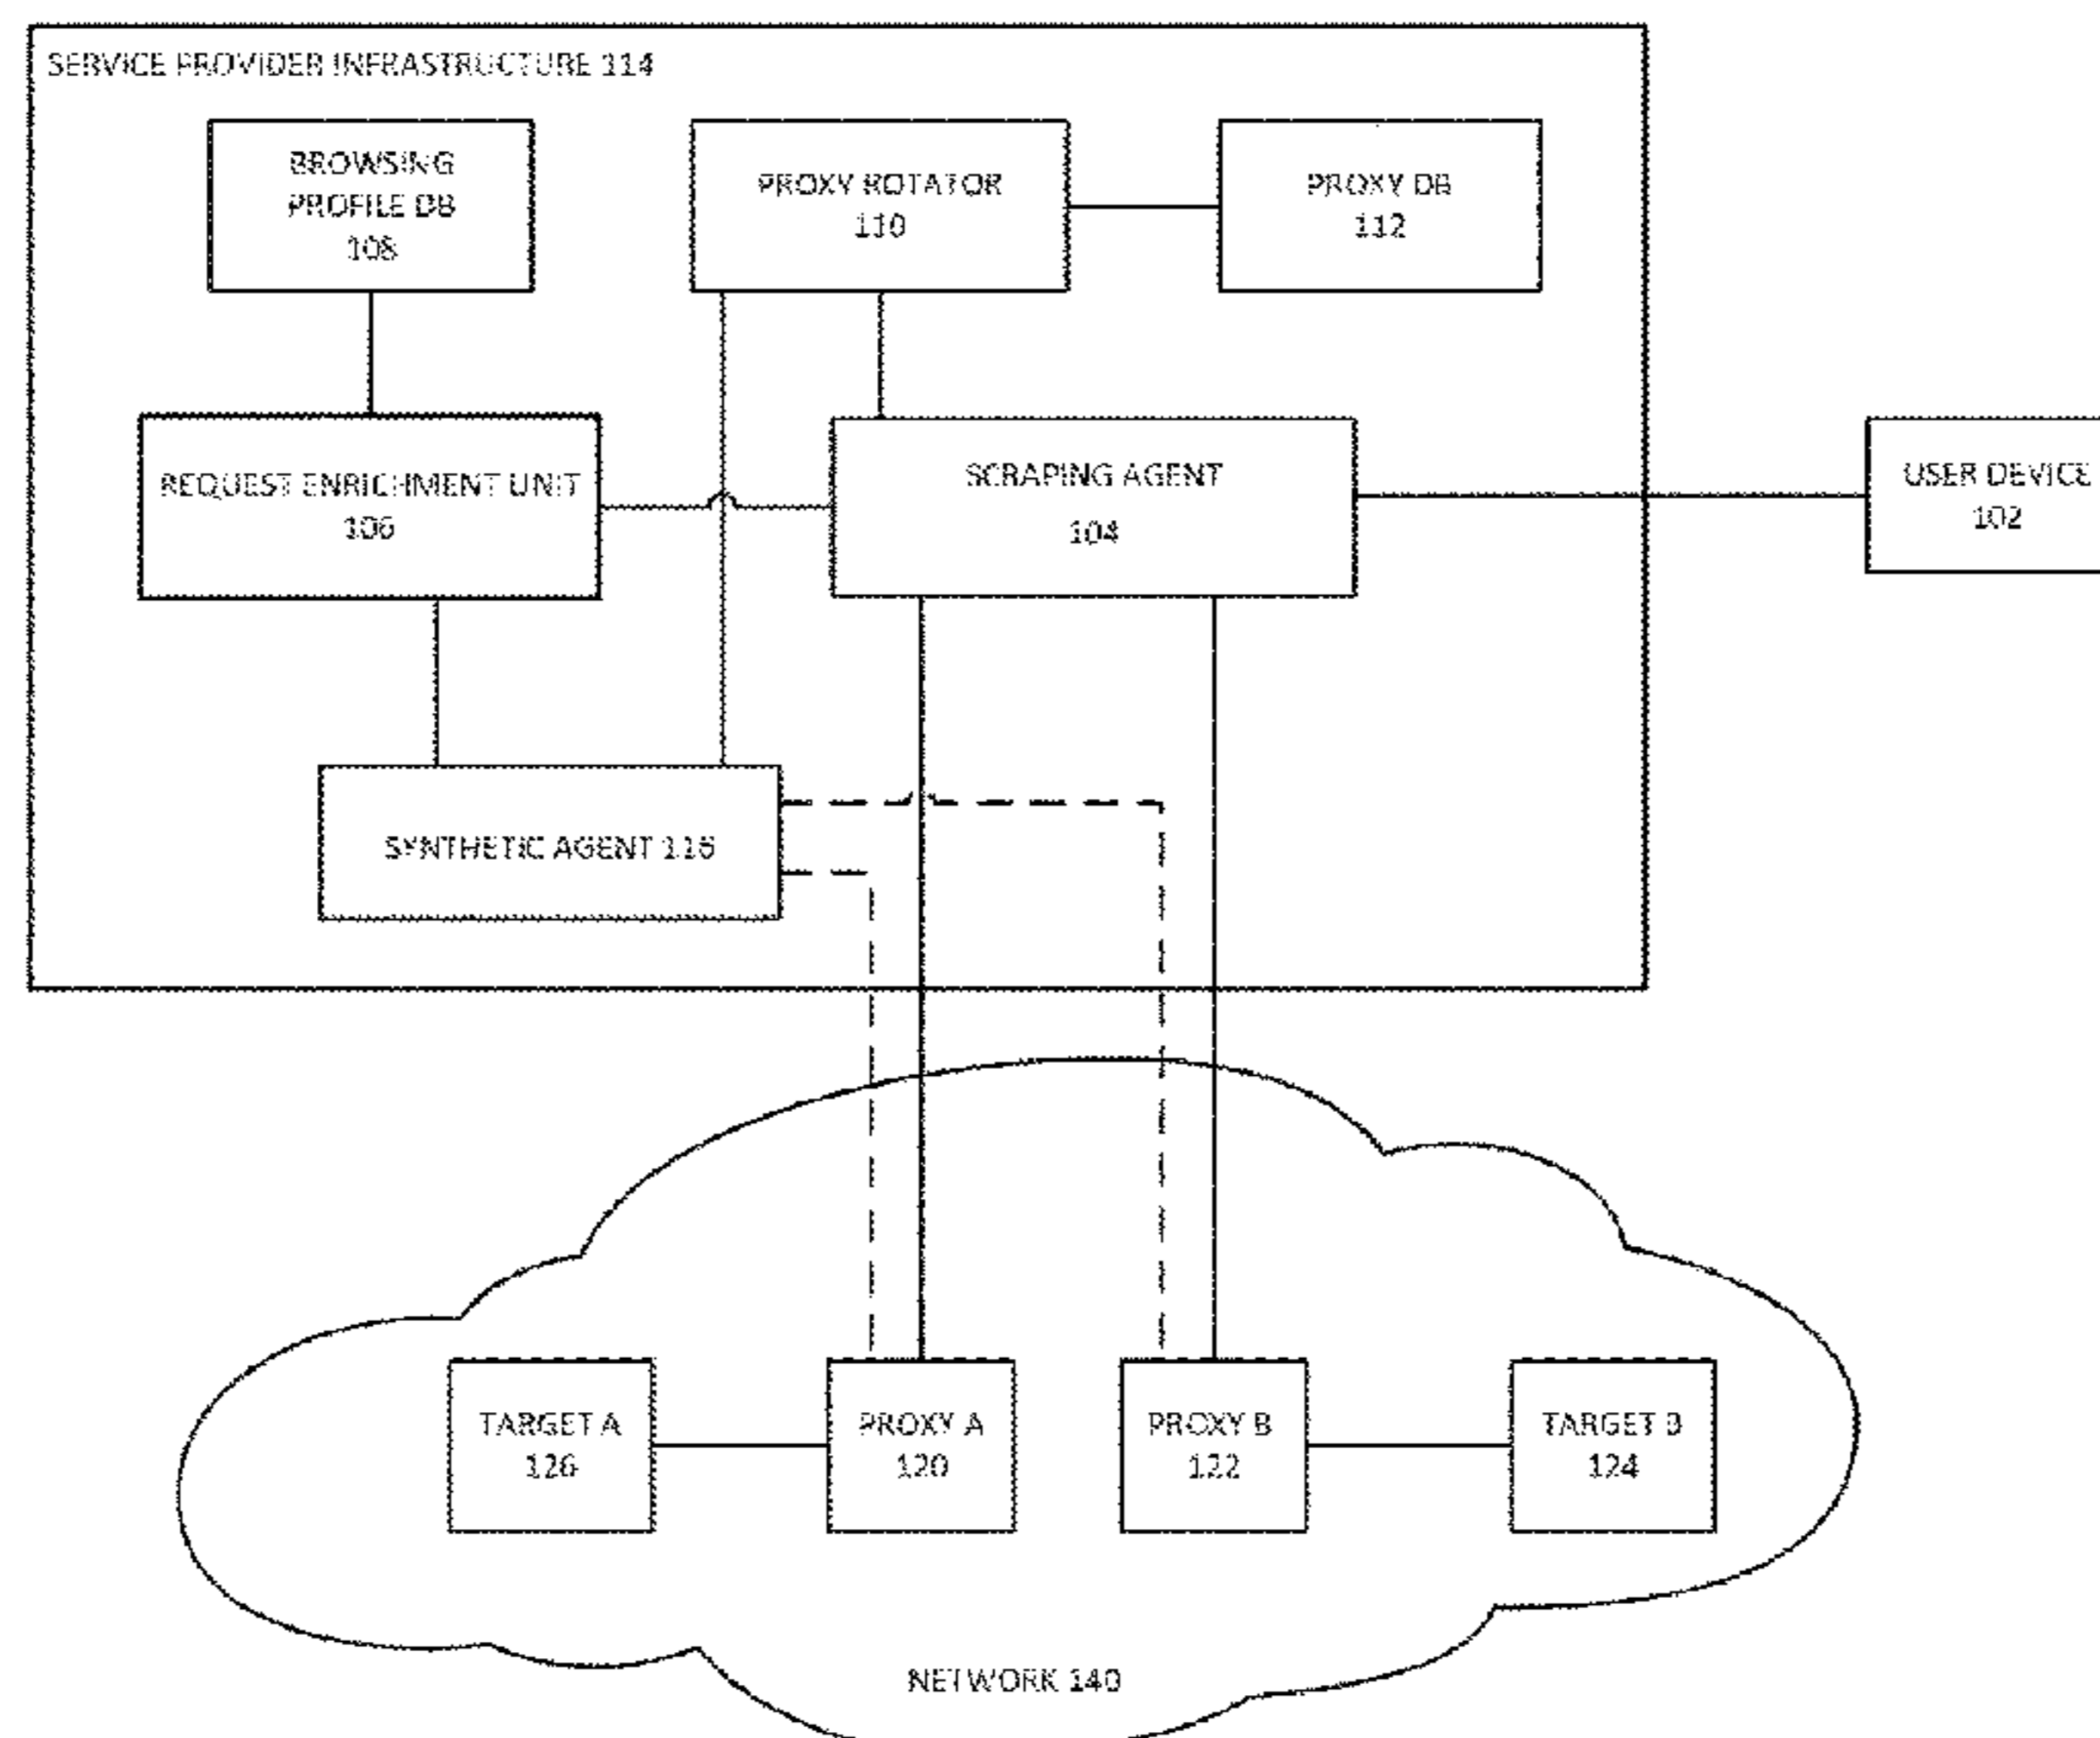 SERVICE PROVIDER INFRASTRUCTURE 114
BROWSING
PROFILE DB
108
PROXY ROTATOR
110
PROXY DB
112
REQUEST ENRICHMENT UNIT
106
SCRAPING AGENT
104
USER DEVICE
102
SYNTHETIC AGENT 116
TARGET A
126
PROXY A
120
PROXY B
122
TARGET B
124
NETWORK 140